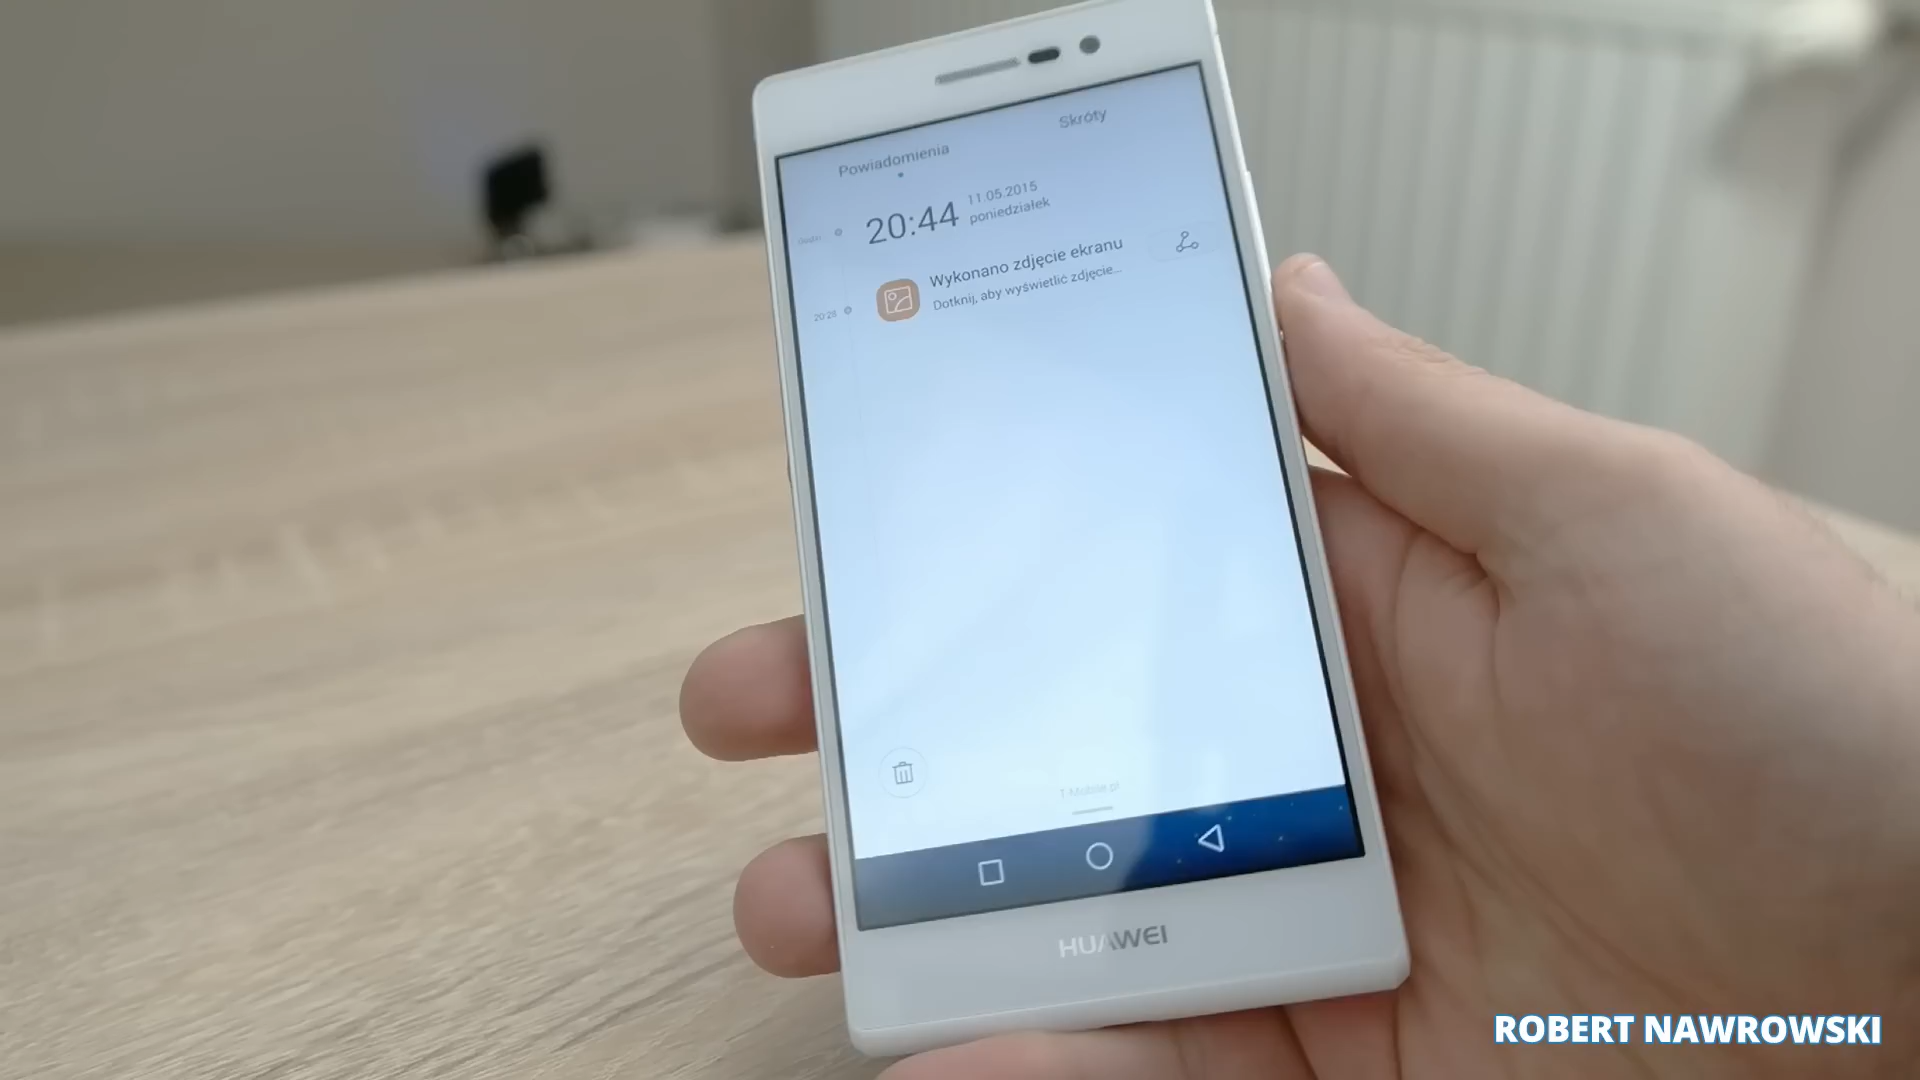 Skróty
Powiadomienia
20:44
11.05.2015
poniedziałek
Wykonano zdjęcie ekranu
Dotknij, aby wyświetlić zdjęcie...
20:28
T-Mobile.pl
HUAWEI
ROBERT NAWROWSKI